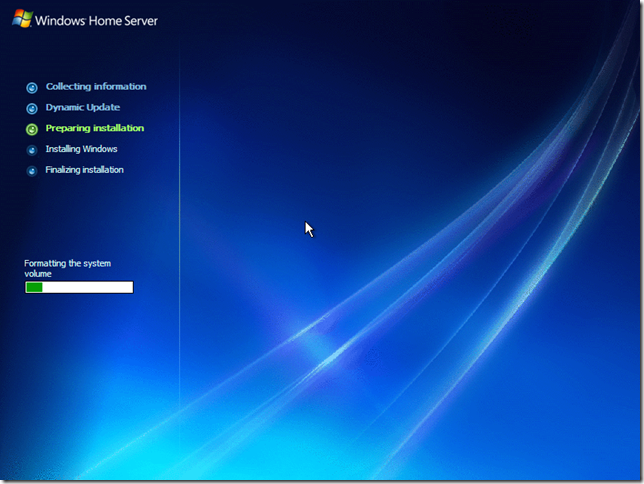 Windows Home Server
Collecting information
Dynamic Update
Preparing installation
Installing Windows
Finalizing installation
Formatting the system
volume